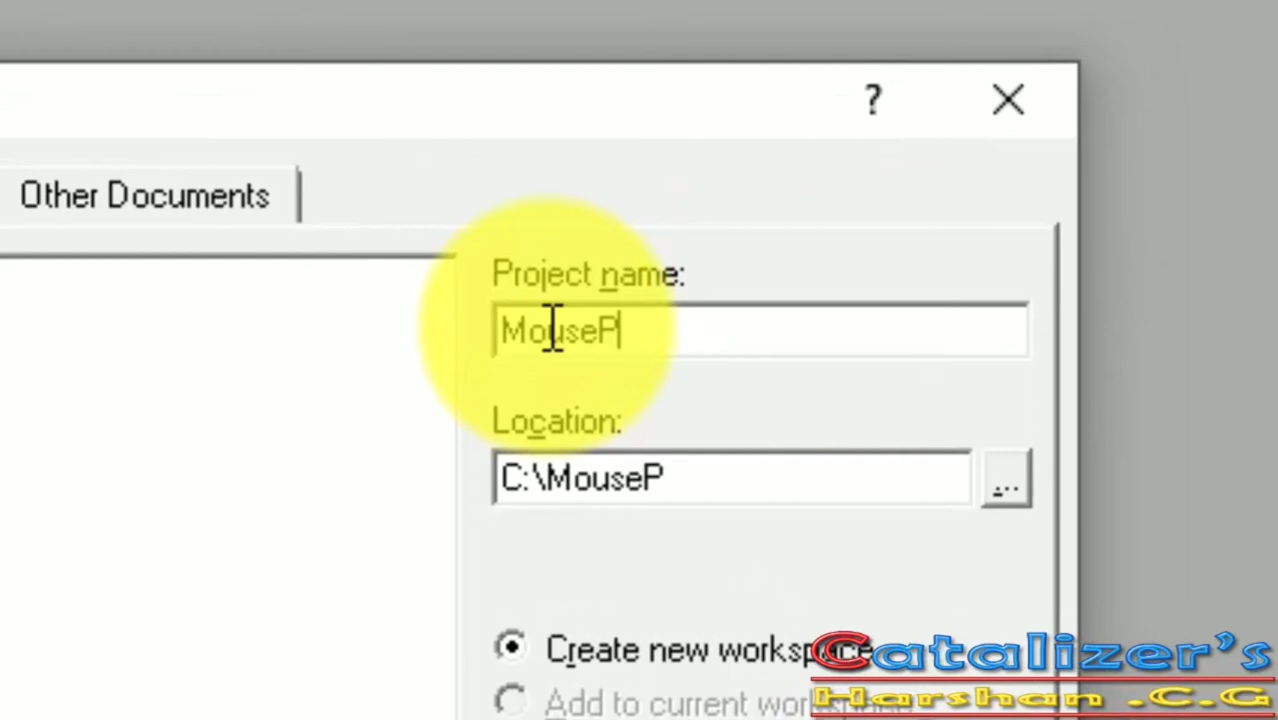 ?
Other Documents
Project name:
MouseP
Location:
C:\MouseP
...
Create new workspace
Add to current workspace
Catalizer's
Harshan .C.G